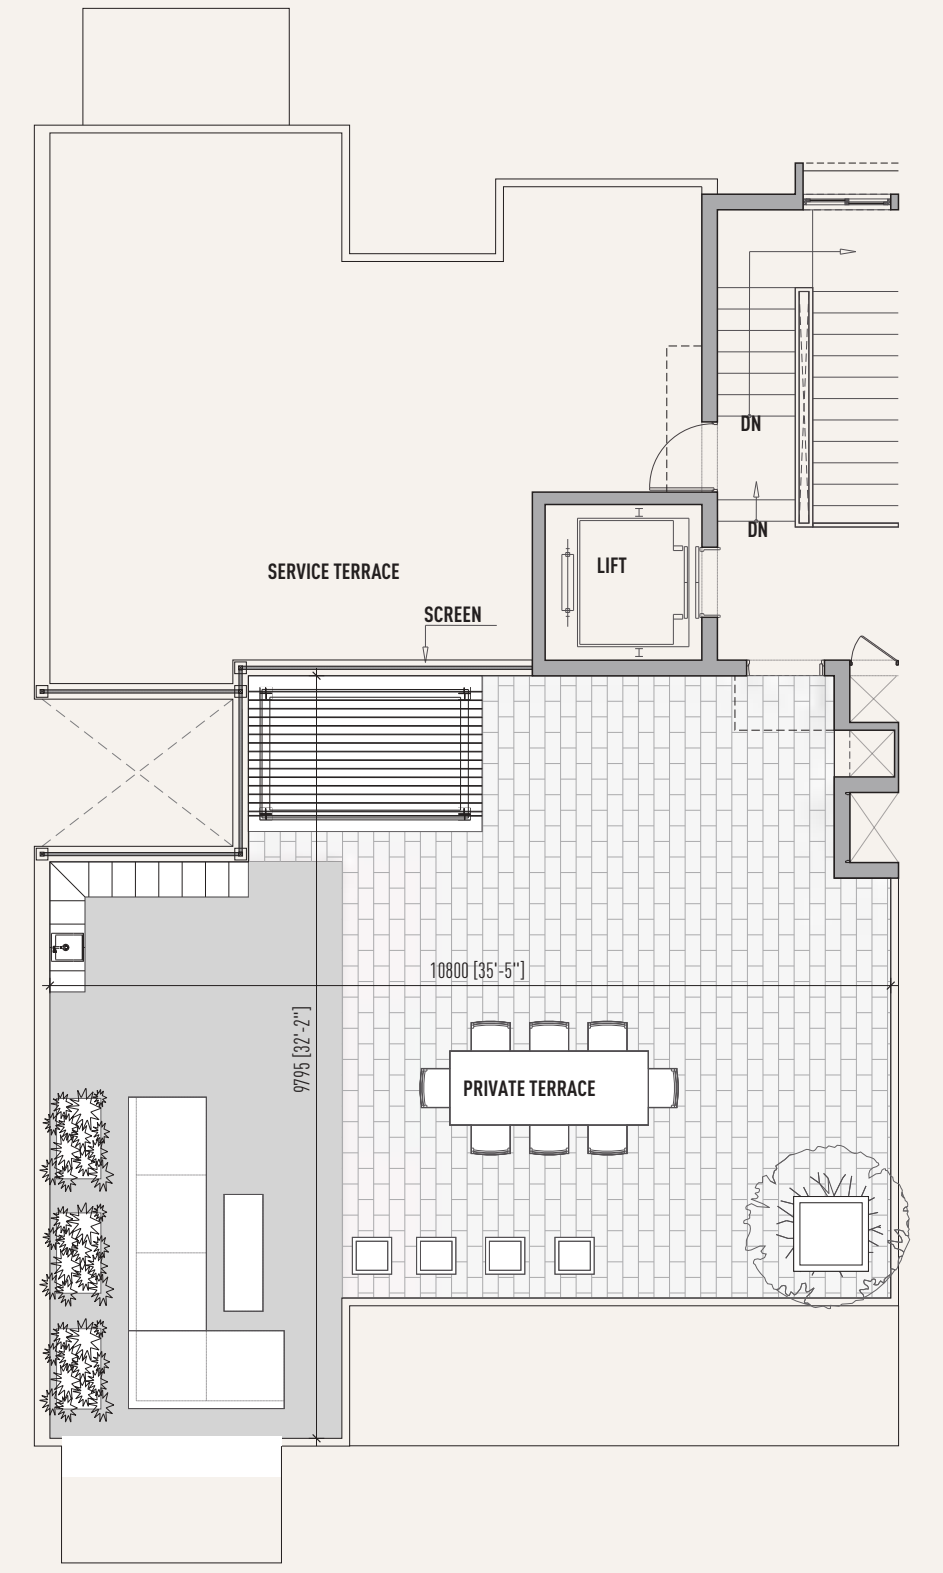 DN
DN
LIFT
SERVICE TERRACE
SCREEN
10800 [35'-5"]
9795 [32'-2"]
PRIVATE TERRACE